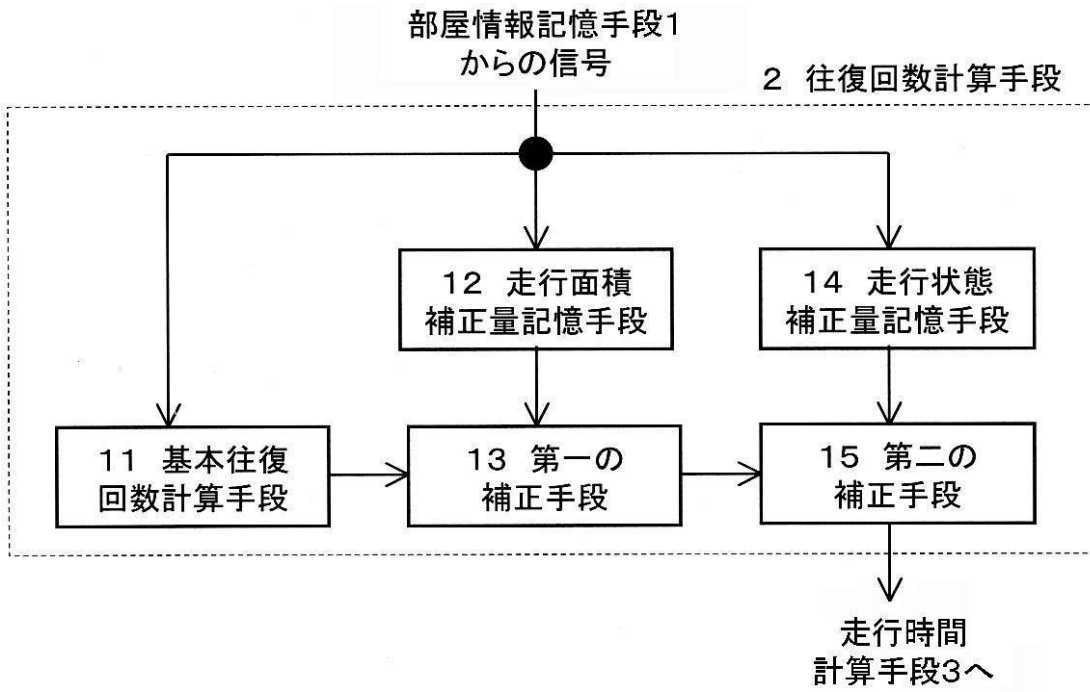 部屋情報記憶手段1
からの信号
2 往復回数計算手段
12 走行面積
補正量記憶手段
14 走行状態
補正量記憶手段
11 基本往復
回数計算手段
13 第一の
補正手段
15 第二の
補正手段
走行時間
計算手段3へ